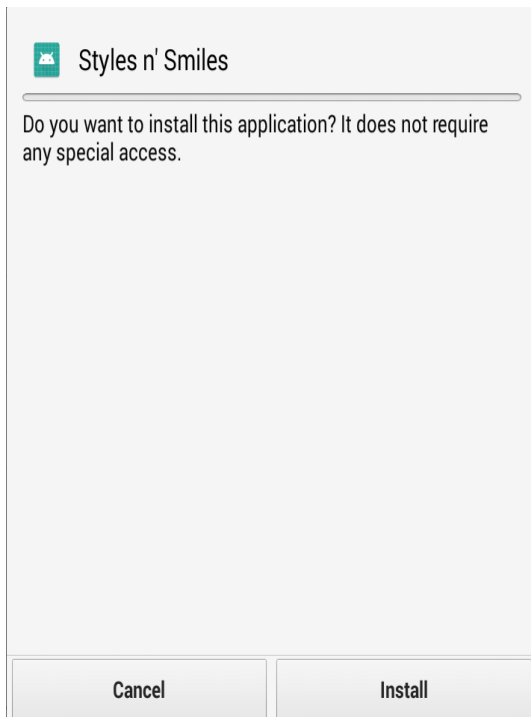 Styles n' Smiles
Do you want to install this application? It does not require
any special access.
Cancel
Install